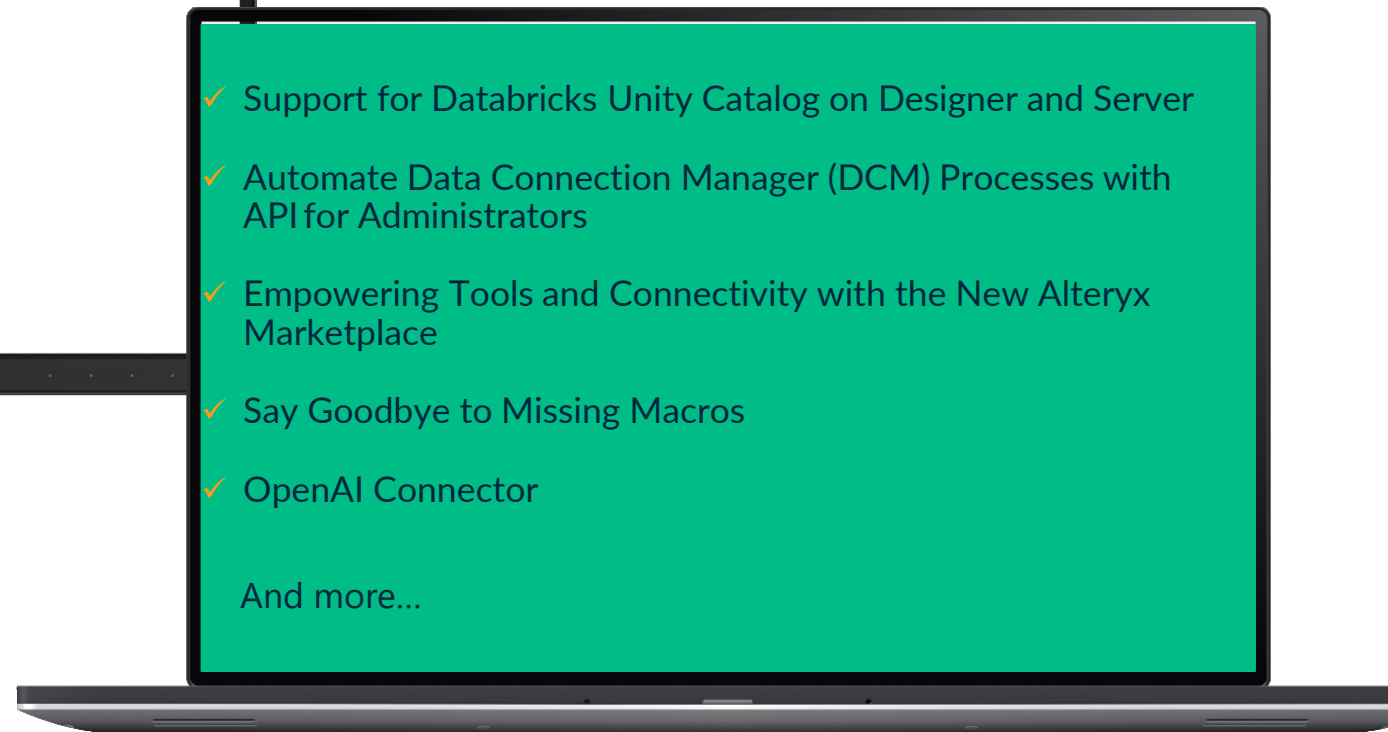 Support for Databricks Unity Catalog on Designer and Server
Automate Data Connection Manager (DCM) Processes with
API for Administrators
Empowering Tools and Connectivity with the New Alteryx
Marketplace
Say Goodbye to Missing Macros
OpenAI Connector
And more...